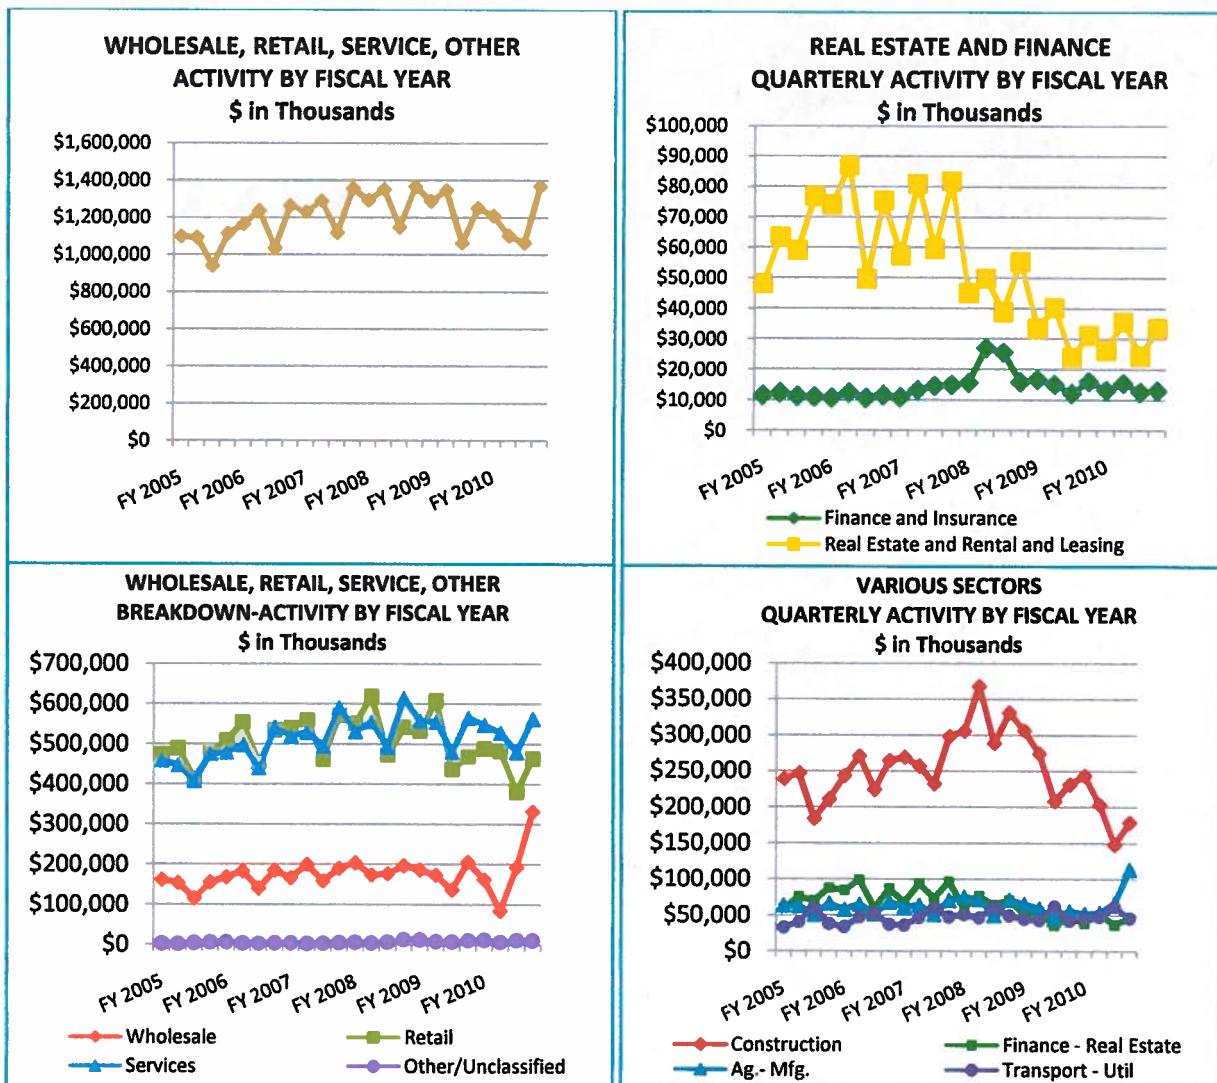 WHOLESALE, RETAIL, SERVICE, OTHER
ACTIVITY BY FISCAL YEAR
$ in Thousands
$1,600,000
$1,400,000
$1,200,000
$1,000,000
$800,000
$600,000
$400,000
$200,000
$0
FY 2005
FY 2006
FY 2007
FY 2008
FY 2009
FY 2010
REAL ESTATE AND FINANCE
QUARTERLY ACTIVITY BY FISCAL YEAR
$ in Thousands
$100,000
$90,000
$80,000
$70,000
$60,000
$50,000
$40,000
$30,000
$20,000
$10,000
$0
FY 2005
FY 2006
FY 2007
FY 2008
FY 2009
FY 2010
Finance and Insurance
Real Estate and Rental and Leasing
WHOLESALE, RETAIL, SERVICE, OTHER
BREAKDOWN-ACTIVITY BY FISCAL YEAR
$ in Thousands
$700,000
$600,000
$500,000
$400,000
$300,000
$200,000
$100,000
$0
FY 2005
FY 2006
FY 2007
FY 2008
FY 2009
FY 2010
Wholesale
Retail
Services
Other/Unclassified
VARIOUS SECTORS
QUARTERLY ACTIVITY BY FISCAL YEAR
$ in Thousands
$400,000
$350,000
$300,000
$250,000
$200,000
$150,000
$100,000
$50,000
$0
FY 2005
FY 2006
FY 2007
FY 2008
FY 2009
FY 2010
Construction
Finance - Real Estate
Ag.- Mfg.
Transport - Util